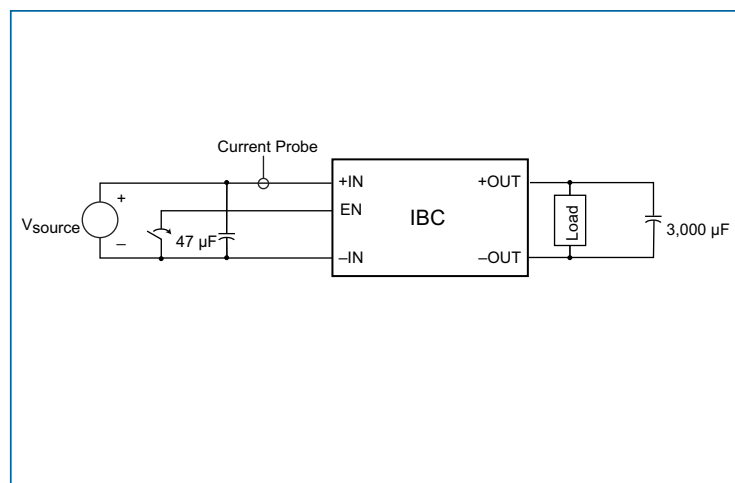 Current Probe
+IN
+OUT
EN
IBC
Load
+
Vsource
–
47 µF
3,000 µF
–IN
–OUT